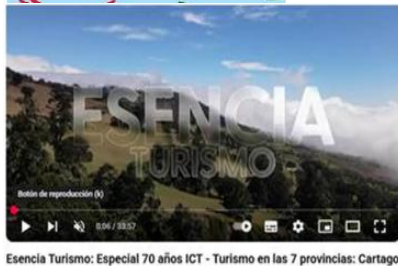 ESENCIA
TURISMO
Botón de reproducción (k)
0:06 / 33:57
Esencia Turismo: Especial 70 años ICT - Turismo en las 7 provincias: Cartago